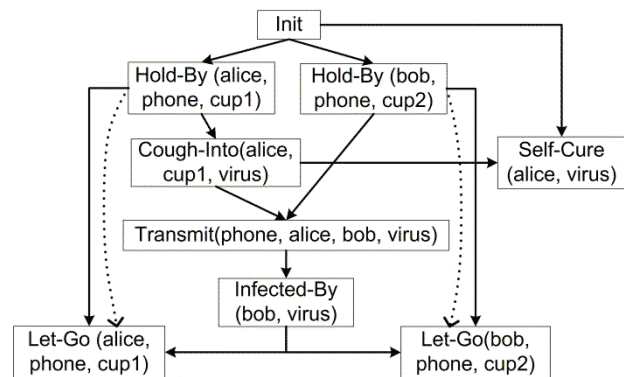 Init
Hold-By (alice,
phone, cup1)
Hold-By (bob,
phone, cup2)
Cough-Into(alice,
cup1, virus)
Self-Cure
(alice, virus)
Transmit(phone, alice, bob, virus)
Infected-By
(bob, virus)
Let-Go (alice,
phone, cup1)
Let-Go(bob,
phone, cup2)